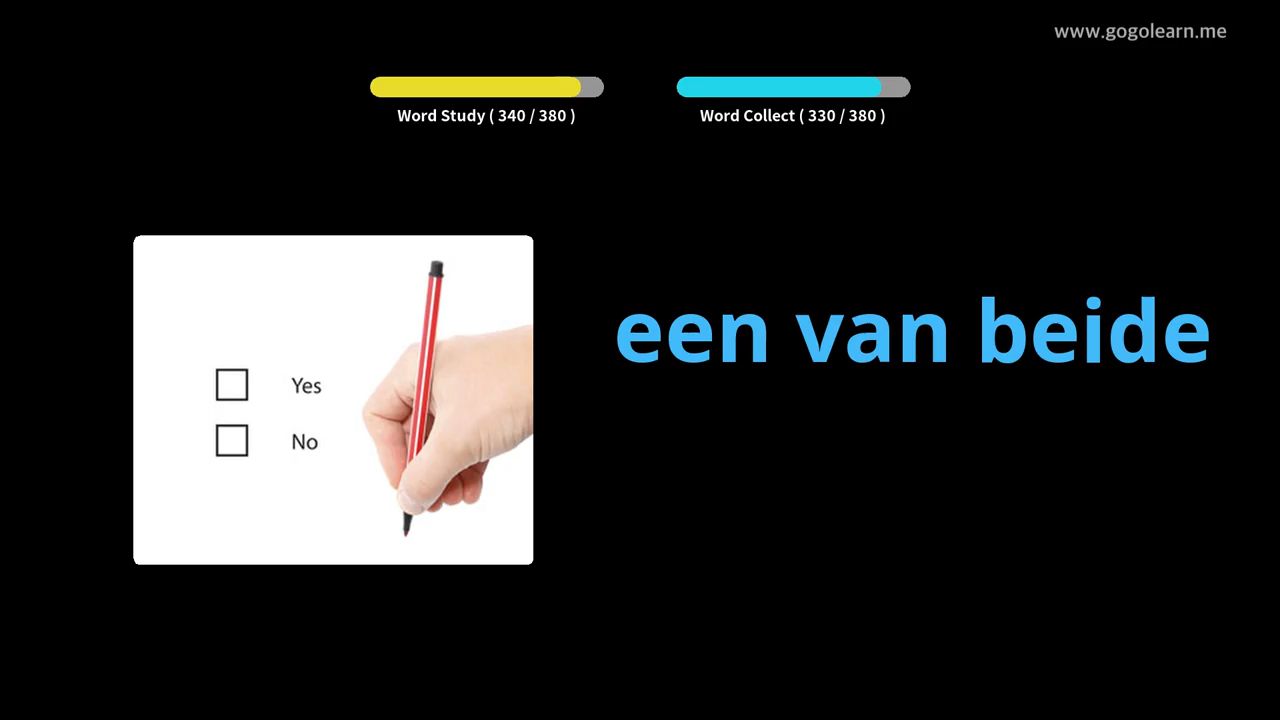 www.gogolearn.me
Word Study ( 340 / 380 )
Word Collect ( 330 / 380 )
een van beide
Yes
No